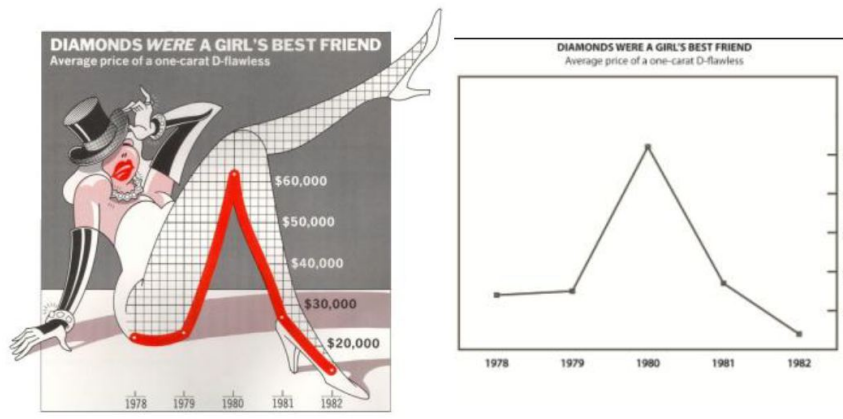 DIAMONDS WERE A GIRL'S BEST FRIEND
Average price of a one-carat D-flawless
$60,000
$50,000
$40,000
$30,000
$20,000
1978 1979 1980 1981 1982
DIAMONDS WERE A GIRL'S BEST FRIEND
Average price of a one-carat D-flawless
1978 1979 1980 1981 1982